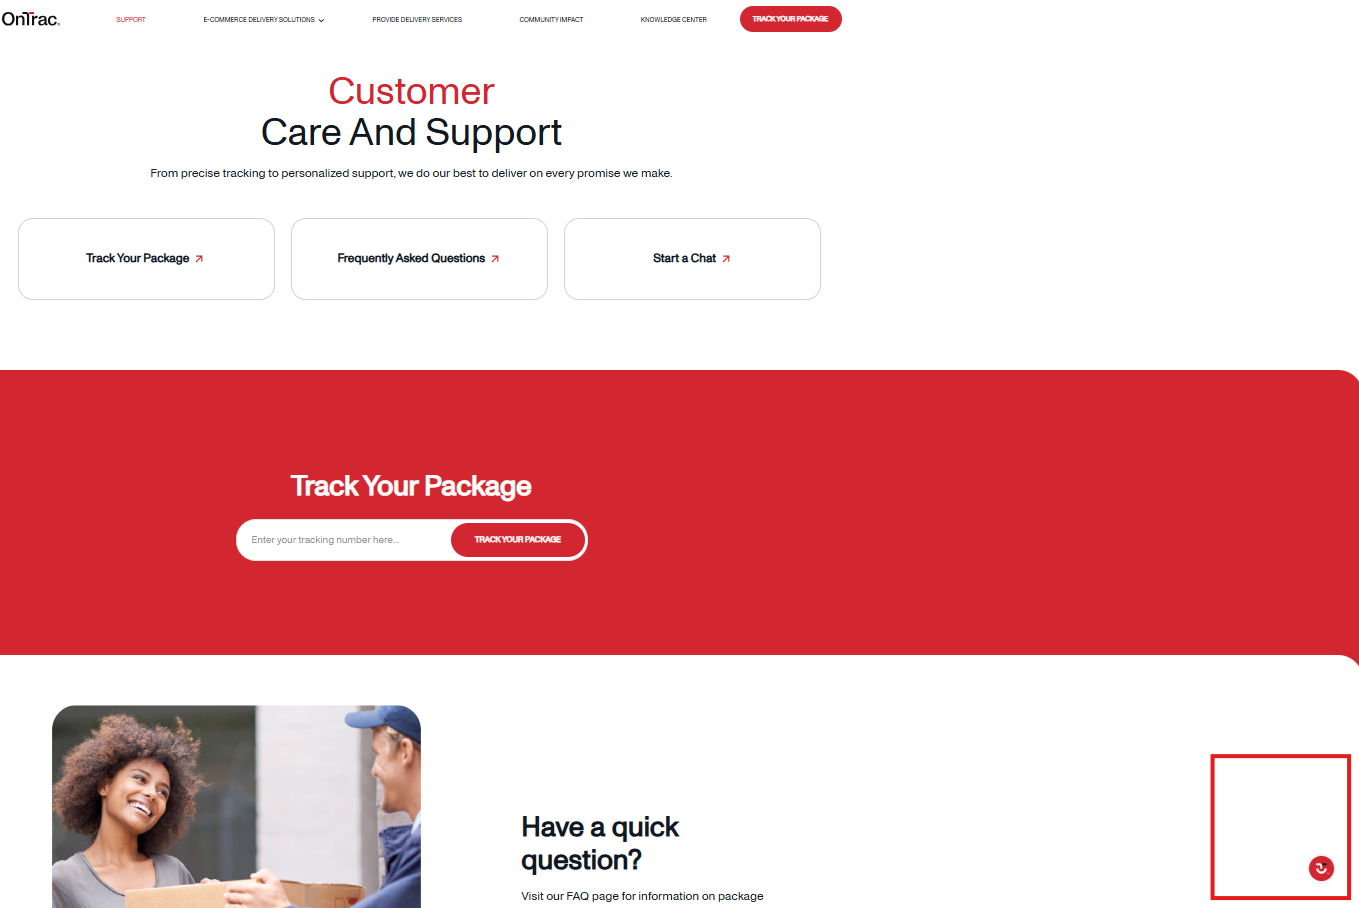 OnTrac
SUPPORT
E-COMMERCE DELIVERY SOLUTIONS
PROVIDE DELIVERY SERVICES
COMMUNITY IMPACT
KNOWLEDGE CENTER
TRACK YOUR PACKAGE
Customer
Care And Support
From precise tracking to personalized support, we do our best to deliver on every promise we make.
Track Your Package
Frequently Asked Questions
Start a Chat
Track Your Package
Enter your tracking number here...
TRACK YOUR PACKAGE
Have a quick
question?
Visit our FAQ page for information on package